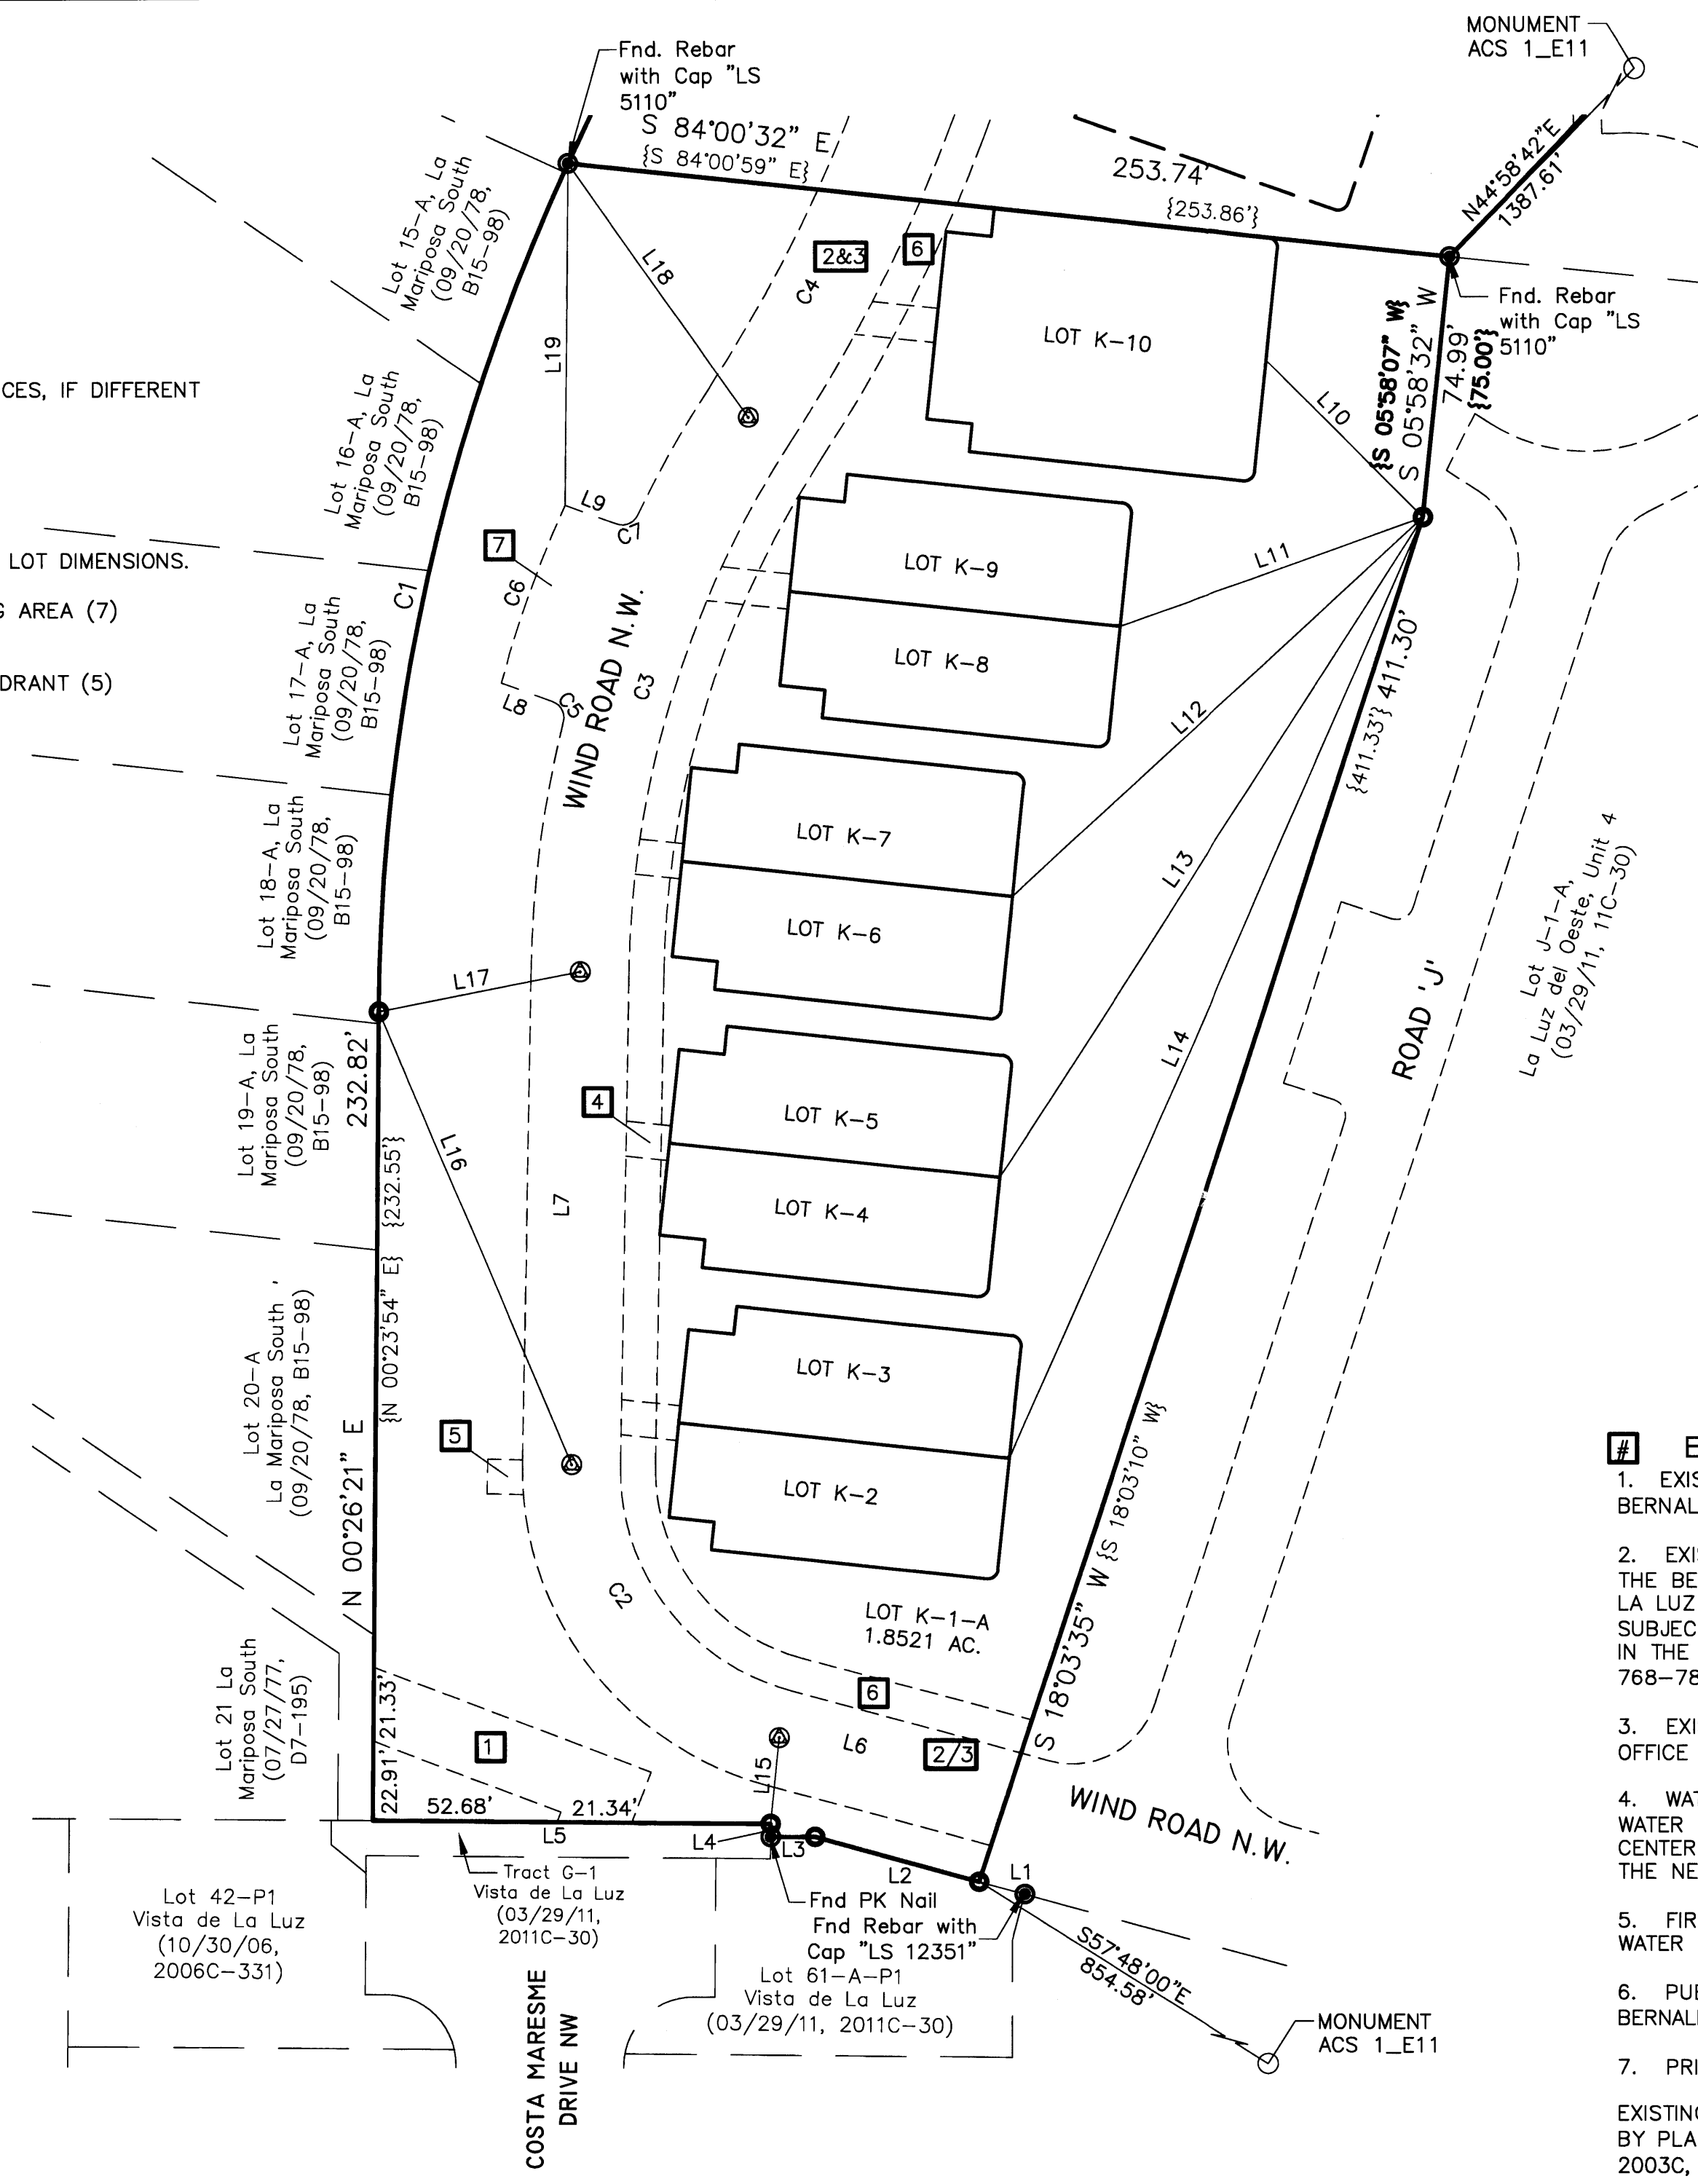 MONUMENT
ACS 1_E11
Fnd. Rebar
with Cap "LS
5110"
S 84°00'32" E
{S 84°00'59" E}
253.74'
{253.86'}
N44°58'42"E
1387.61'
Lot 15-A, La
Mariposa South
(09/20/78,
B15-98)
L18
L19
2&3
6
C4
LOT K-10
L10
{S 05°58'07" W}
S 05°58'32" W
74.99'
{75.00'}
Fnd. Rebar
with Cap "LS
5110"
CES, IF DIFFERENT
Lot 16-A, La
Mariposa South
(09/20/78,
B15-98)
L9
C7
7
C6
C1
LOT DIMENSIONS.
G AREA (7)
DRANT (5)
LOT K-9
LOT K-8
L11
WIND ROAD N.W.
C3
L8
C5
Lot 17-A, La
Mariposa South
(09/20/78,
B15-98)
L12
{411.33'} 411.30'
Lot 18-A, La
Mariposa South
(09/20/78,
B15-98)
LOT K-7
LOT K-6
L13
L17
L14
Lot J-1-A,
La Luz del Oeste, Unit 4
(03/29/11, 11C-30)
ROAD 'J'
232.82'
{232.55'}
Lot 19-A, La
Mariposa South
(09/20/78,
B15-98)
L16
4
LOT K-5
LOT K-4
L7
N 00°26'21" E
{N 00°23'54" E}
Lot 20-A
La Mariposa South
(09/20/78, B15-98)
5
LOT K-3
LOT K-2
C2
LOT K-1-A
1.8521 AC.
S 18°03'35" W {S 18°03'10" W}
6
L6
2/3
Lot 21 La
Mariposa South
(07/27/77,
D7-195)
22.91' 21.33'
1
L15
WIND ROAD N.W.
52.68'
21.34'
L5
L4
L3
L2
L1
Tract G-1
Vista de La Luz
(03/29/11,
2011C-30)
Lot 42-P1
Vista de La Luz
(10/30/06,
2006C-331)
Fnd PK Nail
Fnd Rebar with
Cap "LS 12351"
Lot 61-A-P1
Vista de La Luz
(03/29/11, 2011C-30)
S57°48'00"E
854.58'
MONUMENT
ACS 1_E11
COSTA MARESME
DRIVE NW
# E
1. EXIS
BERNAL
2. EXIS
THE BE
LA LUZ
SUBJEC
IN THE
768-78
3. EXI
OFFICE
4. WAT
WATER
CENTER
THE NE
5. FIR
WATER
6. PUB
BERNALI
7. PRI
EXISTING
BY PLA
2003C,